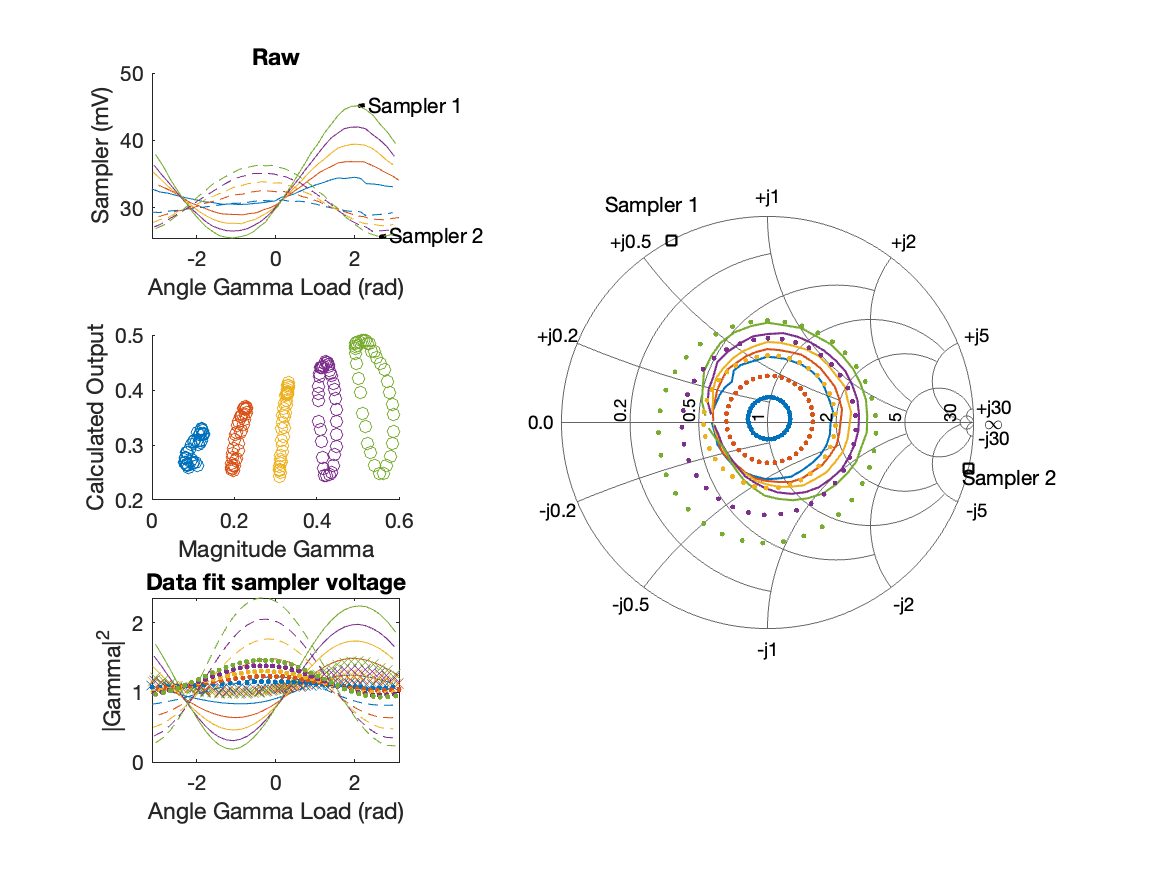 Raw
50
40
30
Sampler (mV)
Sampler 1
Sampler 2
-2 0 2
Angle Gamma Load (rad)
0.5
0.4
0.3
0.2
Calculated Output
0 0.2 0.4 0.6
Magnitude Gamma
Data fit sampler voltage
2
1
0
|Gamma|²
-2 0 2
Angle Gamma Load (rad)
+j1
Sampler 1
+j0.5
+j2
+j0.2
+j5
0.0
0.2
0.5
1
2
5
30
+j30
∞
-j30
Sampler 2
-j0.2
-j5
-j0.5
-j2
-j1